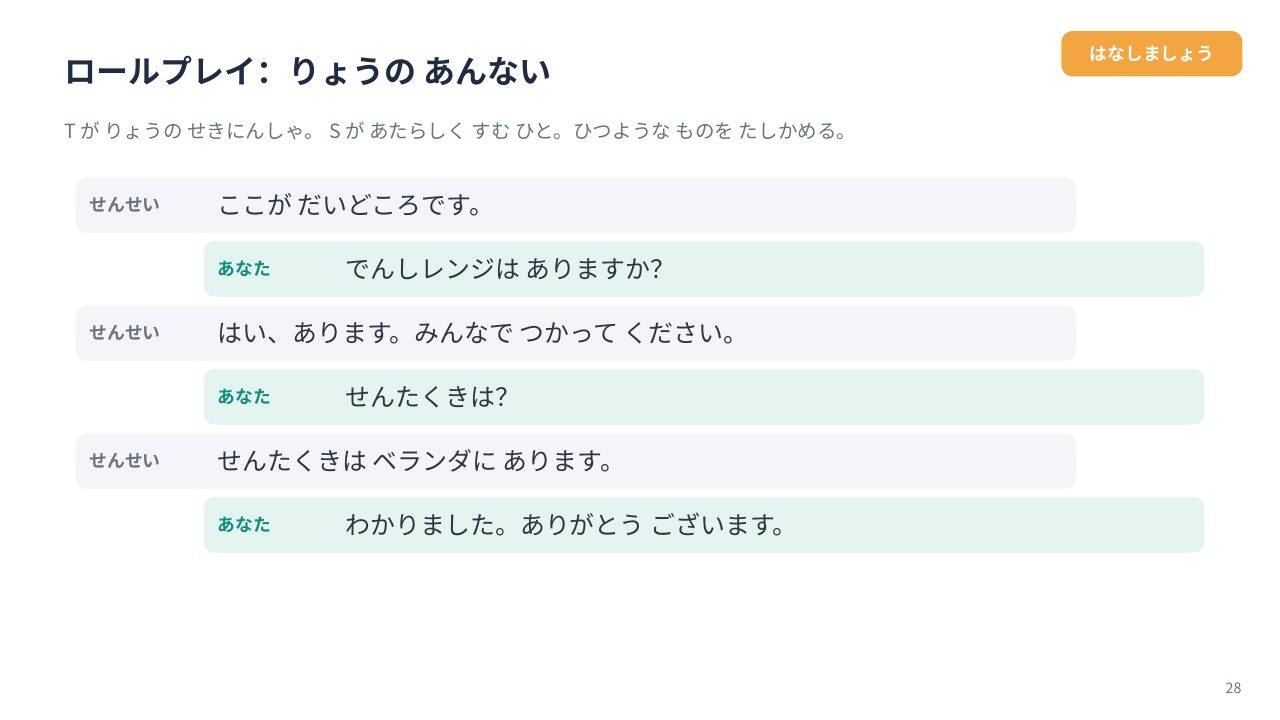 はなしましょう
ロールプレイ：りょうの あんない
Tが りょうの せきにんしゃ。 Sが あたらしく すむ ひと。ひつような ものを たしかめる。
せんせい ここが だいどころです。
あなた でんしレンジは ありますか?
せんせい はい、あります。みんなで つかって ください。
あなた せんたくきは?
せんせい せんたくきは ベランダに あります。
あなた わかりました。ありがとう ございます。
28